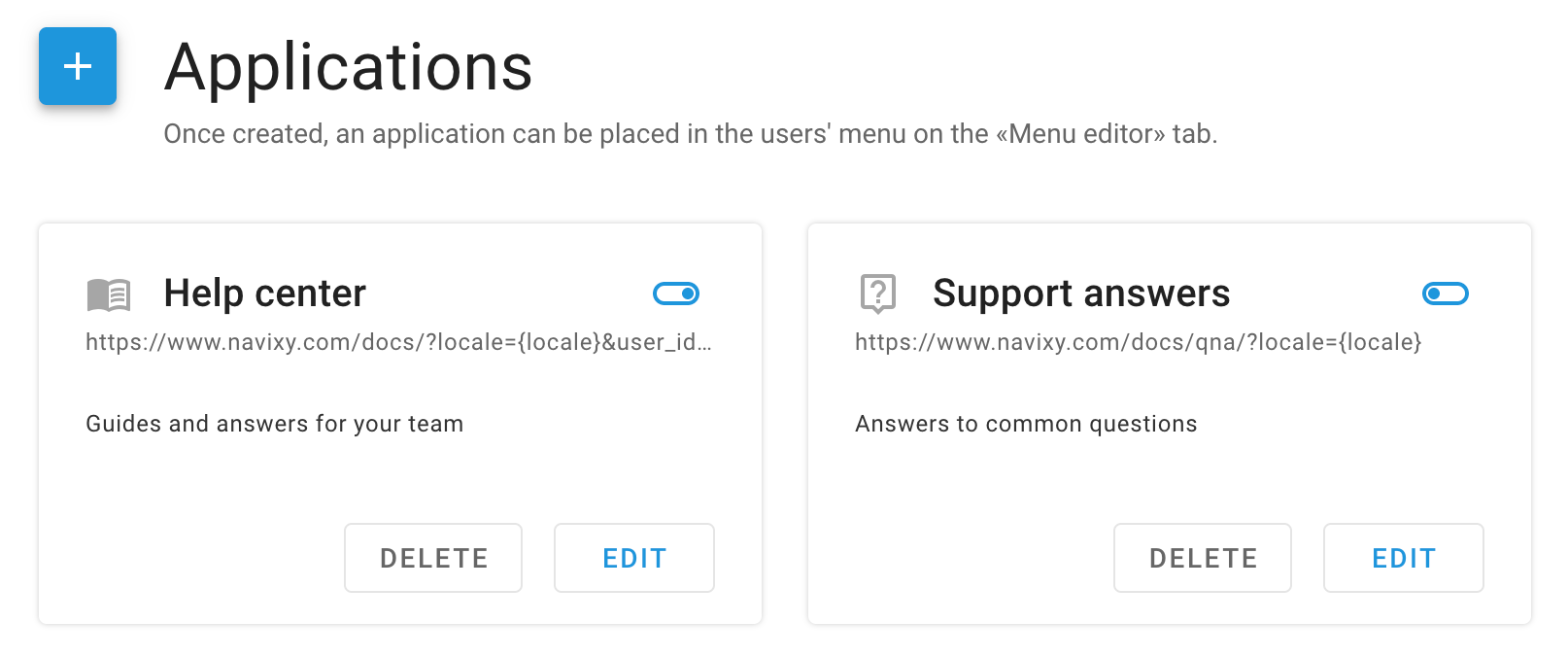 Applications
Once created, an application can be placed in the users' menu on the «Menu editor» tab.
Help center
https://www.navixy.com/docs/?locale={locale}&user_id…
Guides and answers for your team
DELETE
EDIT
Support answers
https://www.navixy.com/docs/qna/?locale={locale}
Answers to common questions
DELETE
EDIT